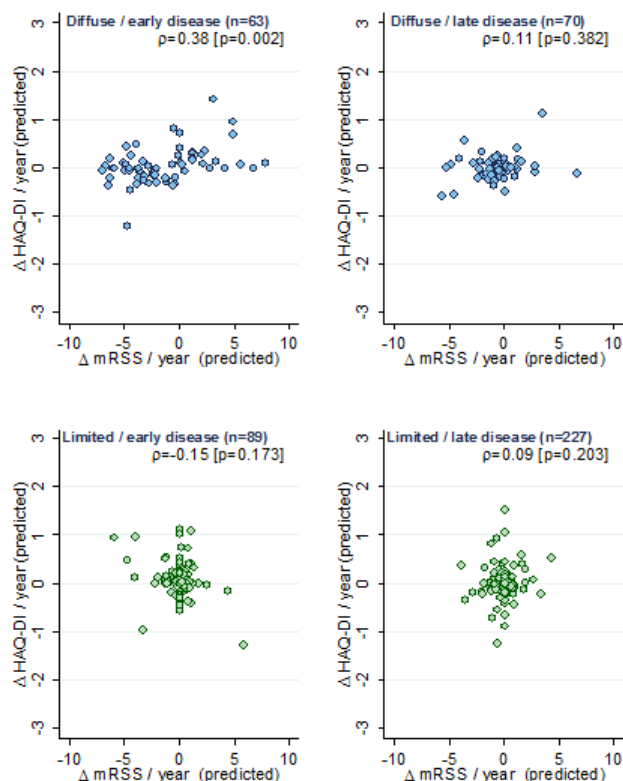 Diffuse / early disease (n=63)
ρ=0.38 [p=0.002]
Δ HAQ-DI / year (predicted)
3
2
1
0
-1
-2
-3
-10 -5 0 5 10
Δ mRSS / year (predicted)
Diffuse / late disease (n=70)
ρ=0.11 [p=0.382]
Δ HAQ-DI / year (predicted)
3
2
1
0
-1
-2
-3
-10 -5 0 5 10
Δ mRSS / year (predicted)
Limited / early disease (n=89)
ρ=-0.15 [p=0.173]
Δ HAQ-DI / year (predicted)
3
2
1
0
-1
-2
-3
-10 -5 0 5 10
Δ mRSS / year (predicted)
Limited / late disease (n=227)
ρ=0.09 [p=0.203]
Δ HAQ-DI / year (predicted)
3
2
1
0
-1
-2
-3
-10 -5 0 5 10
Δ mRSS / year (predicted)